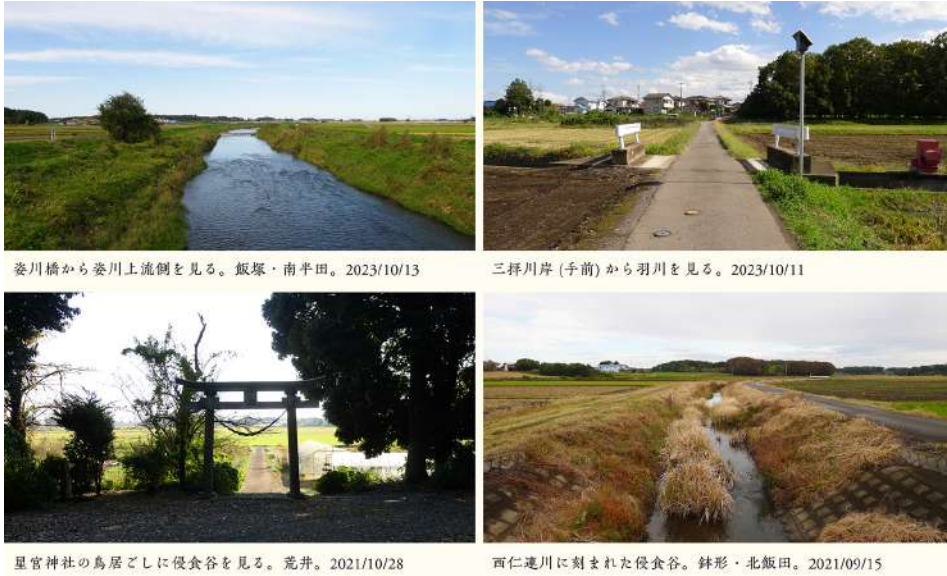 姿川橋から姿川上流側を見る。飯塚・南半田。2023/10/13
三拝川岸(手前)から羽川を見る。2023/10/11
星宮神社の鳥居ごしに侵食谷を見る。荒井。2021/10/28
西仁連川に刻まれた侵食谷。鉢形・北飯田。2021/09/15